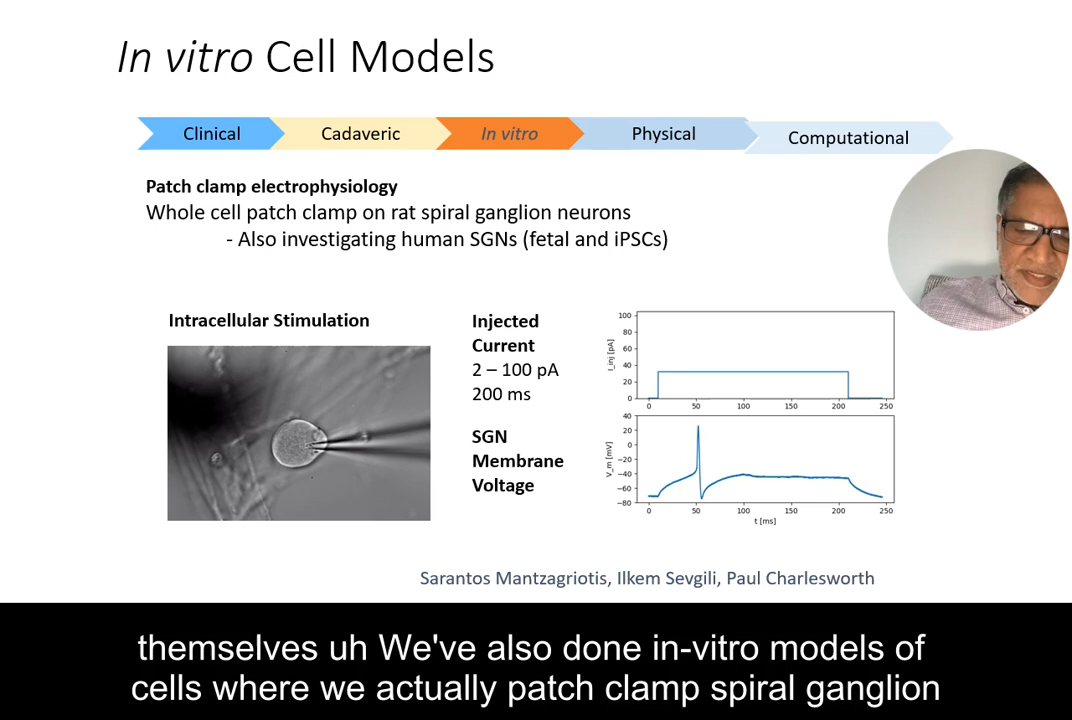 In vitro Cell Models
Clinical
Cadaveric
In vitro
Physical
Computational
Patch clamp electrophysiology
Whole cell patch clamp on rat spiral ganglion neurons
- Also investigating human SGNs (fetal and iPSCs)
Intracellular Stimulation
Injected
Current
2 – 100 pA
200 ms
SGN
Membrane
Voltage
I_inj [pA]
100
80
60
40
20
0
0 50 100 150 200 250
V_m [mV]
40
20
0
−20
−40
−60
−80
0 50 100 150 200 250
t [ms]
Sarantos Mantzagriotis, Ilkem Sevgili, Paul Charlesworth
themselves uh We've also done in-vitro models of
cells where we actually patch clamp spiral ganglion